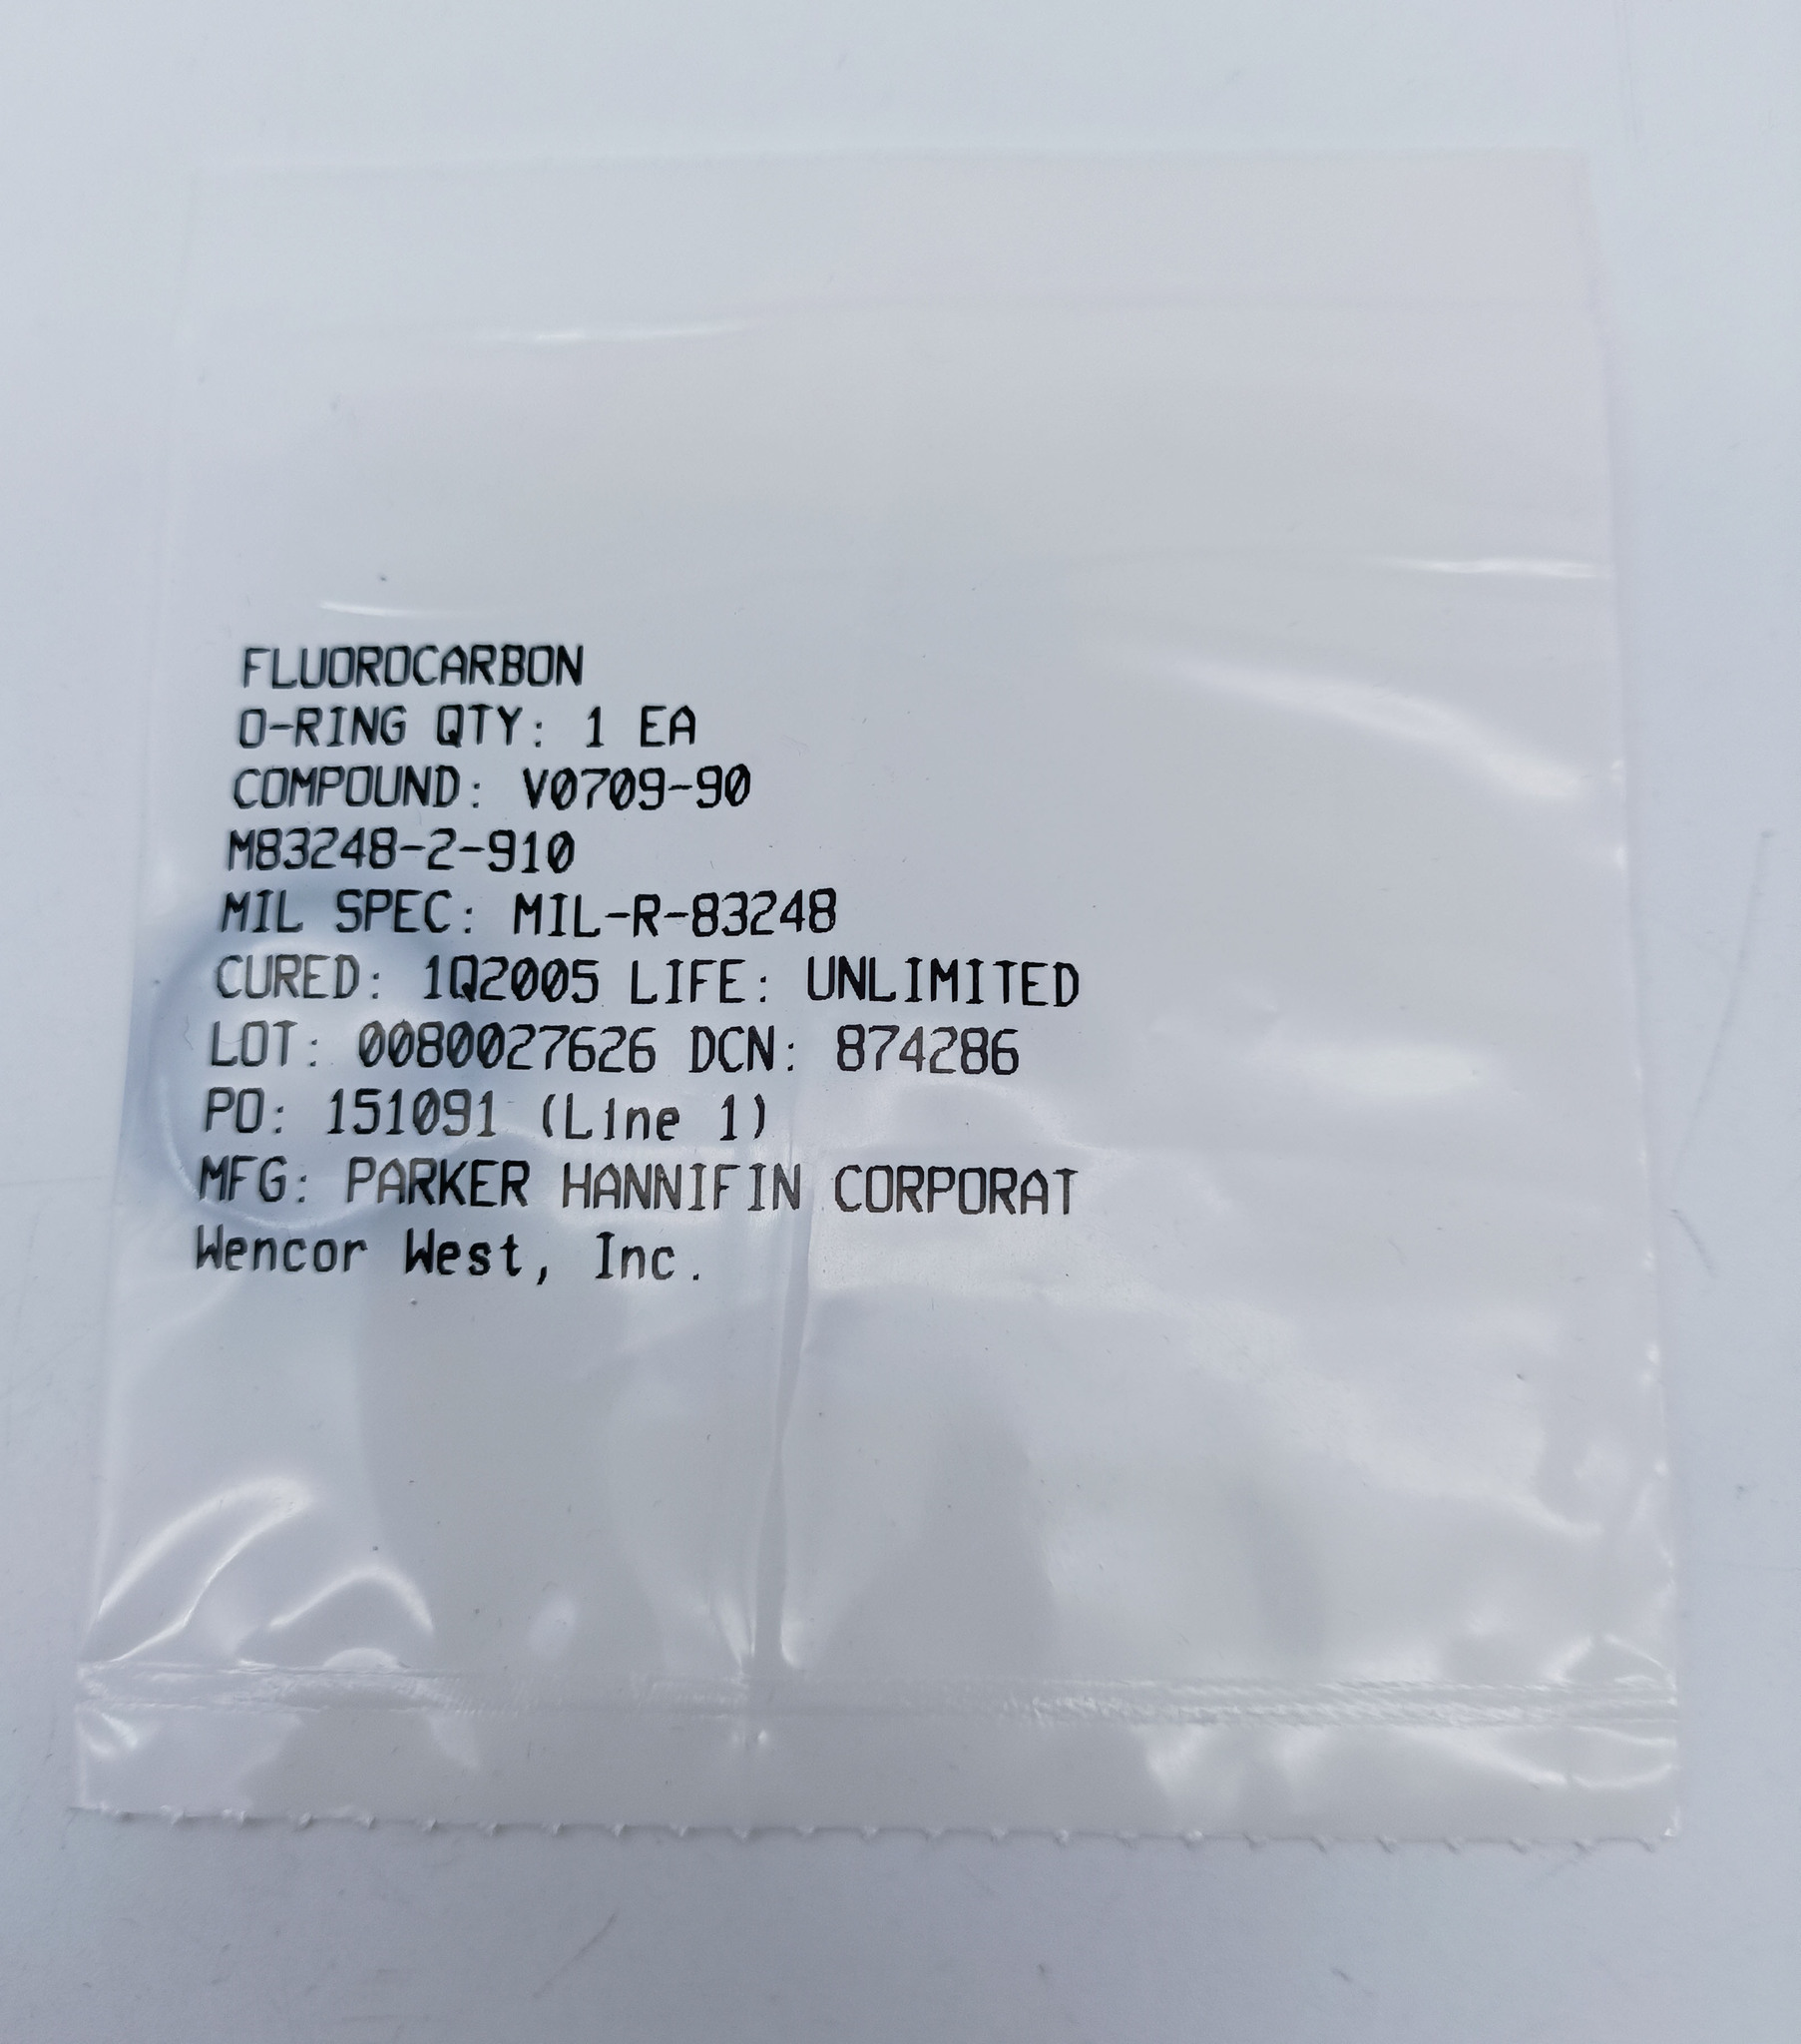 FLUOROCARBON
O-RING QTY: 1 EA
COMPOUND: V0709-90
M83248-2-910
MIL SPEC: MIL-R-83248
CURED: 1Q2005 LIFE: UNLIMITED
LOT: 0080027626 DCN: 874286
PO: 151091 (Line 1)
MFG: PARKER HANNIFIN CORPORAT
Wencor West, Inc.